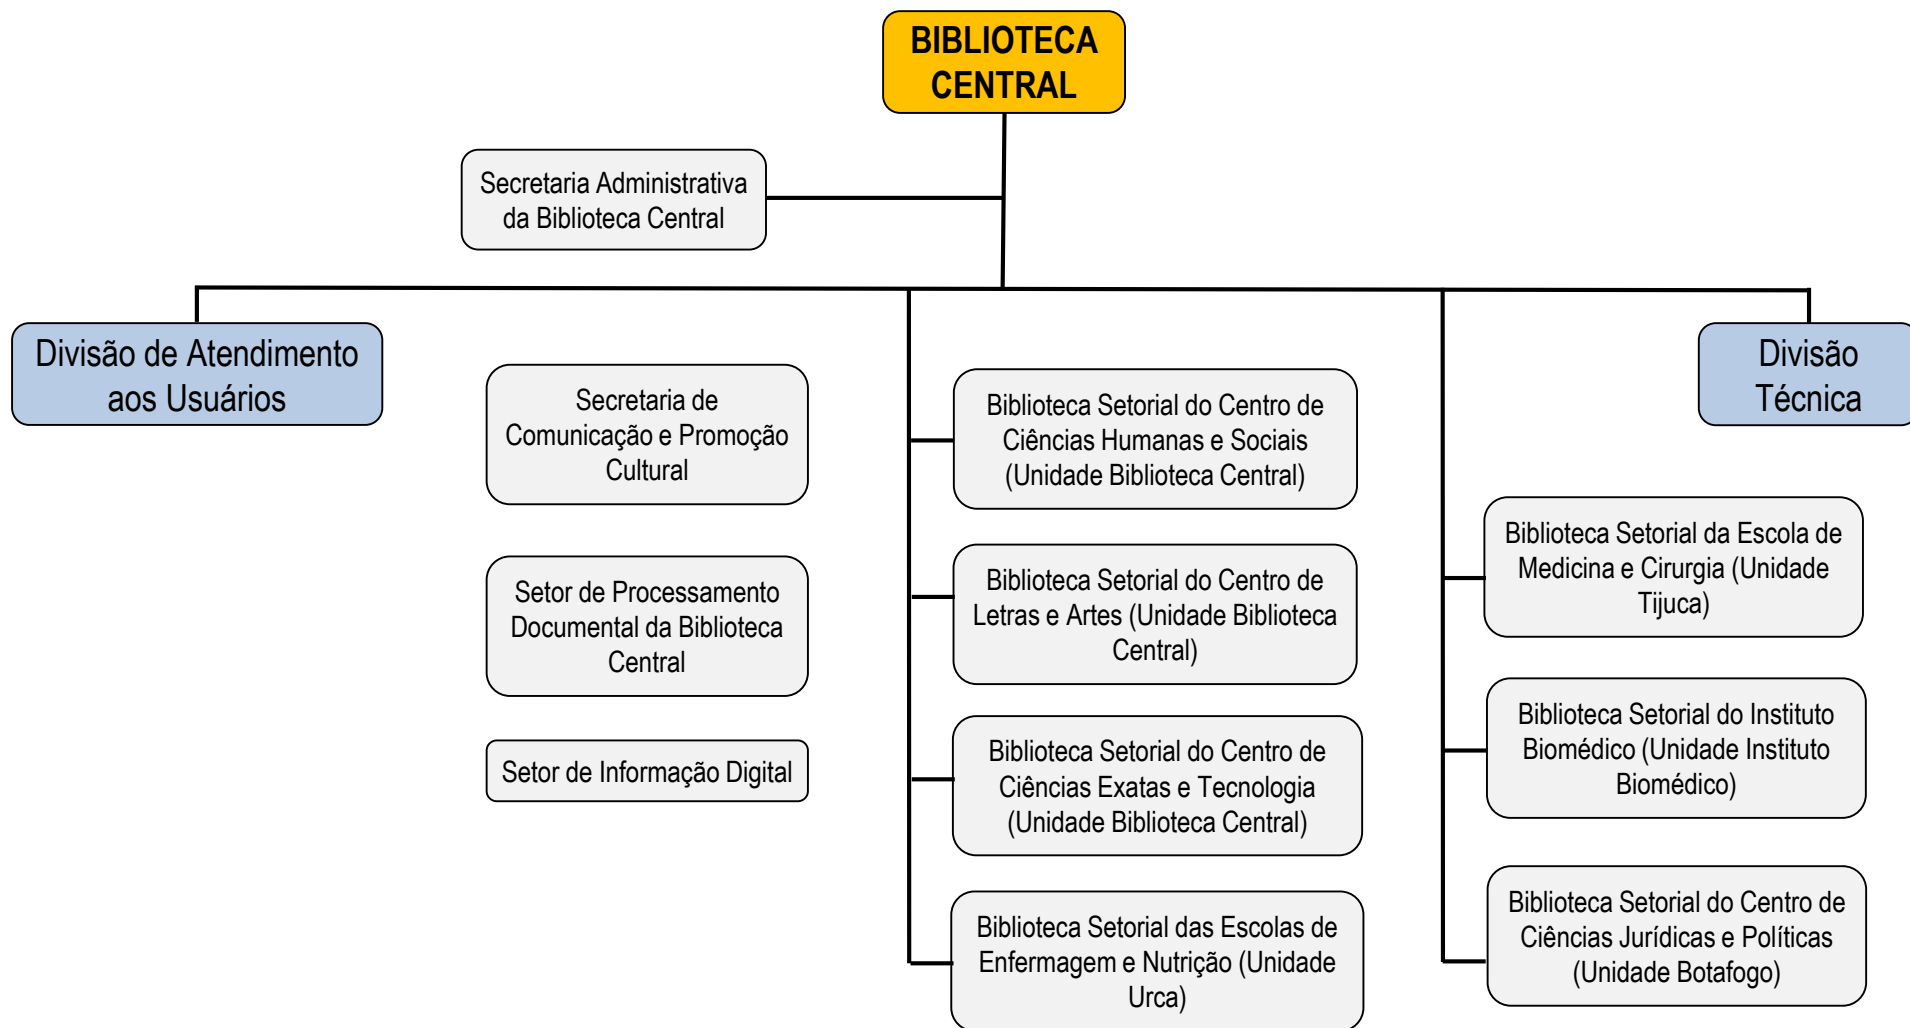 BIBLIOTECA
CENTRAL
Secretaria Administrativa
da Biblioteca Central
Divisão de Atendimento
aos Usuários
Secretaria de
Comunicação e Promoção
Cultural
Setor de Processamento
Documental da Biblioteca
Central
Setor de Informação Digital
Biblioteca Setorial do Centro de
Ciências Humanas e Sociais
(Unidade Biblioteca Central)
Biblioteca Setorial do Centro de
Letras e Artes (Unidade Biblioteca
Central)
Biblioteca Setorial do Centro de
Ciências Exatas e Tecnologia
(Unidade Biblioteca Central)
Biblioteca Setorial das Escolas de
Enfermagem e Nutrição (Unidade
Urca)
Divisão
Técnica
Biblioteca Setorial da Escola de
Medicina e Cirurgia (Unidade
Tijuca)
Biblioteca Setorial do Instituto
Biomédico (Unidade Instituto
Biomédico)
Biblioteca Setorial do Centro de
Ciências Jurídicas e Políticas
(Unidade Botafogo)